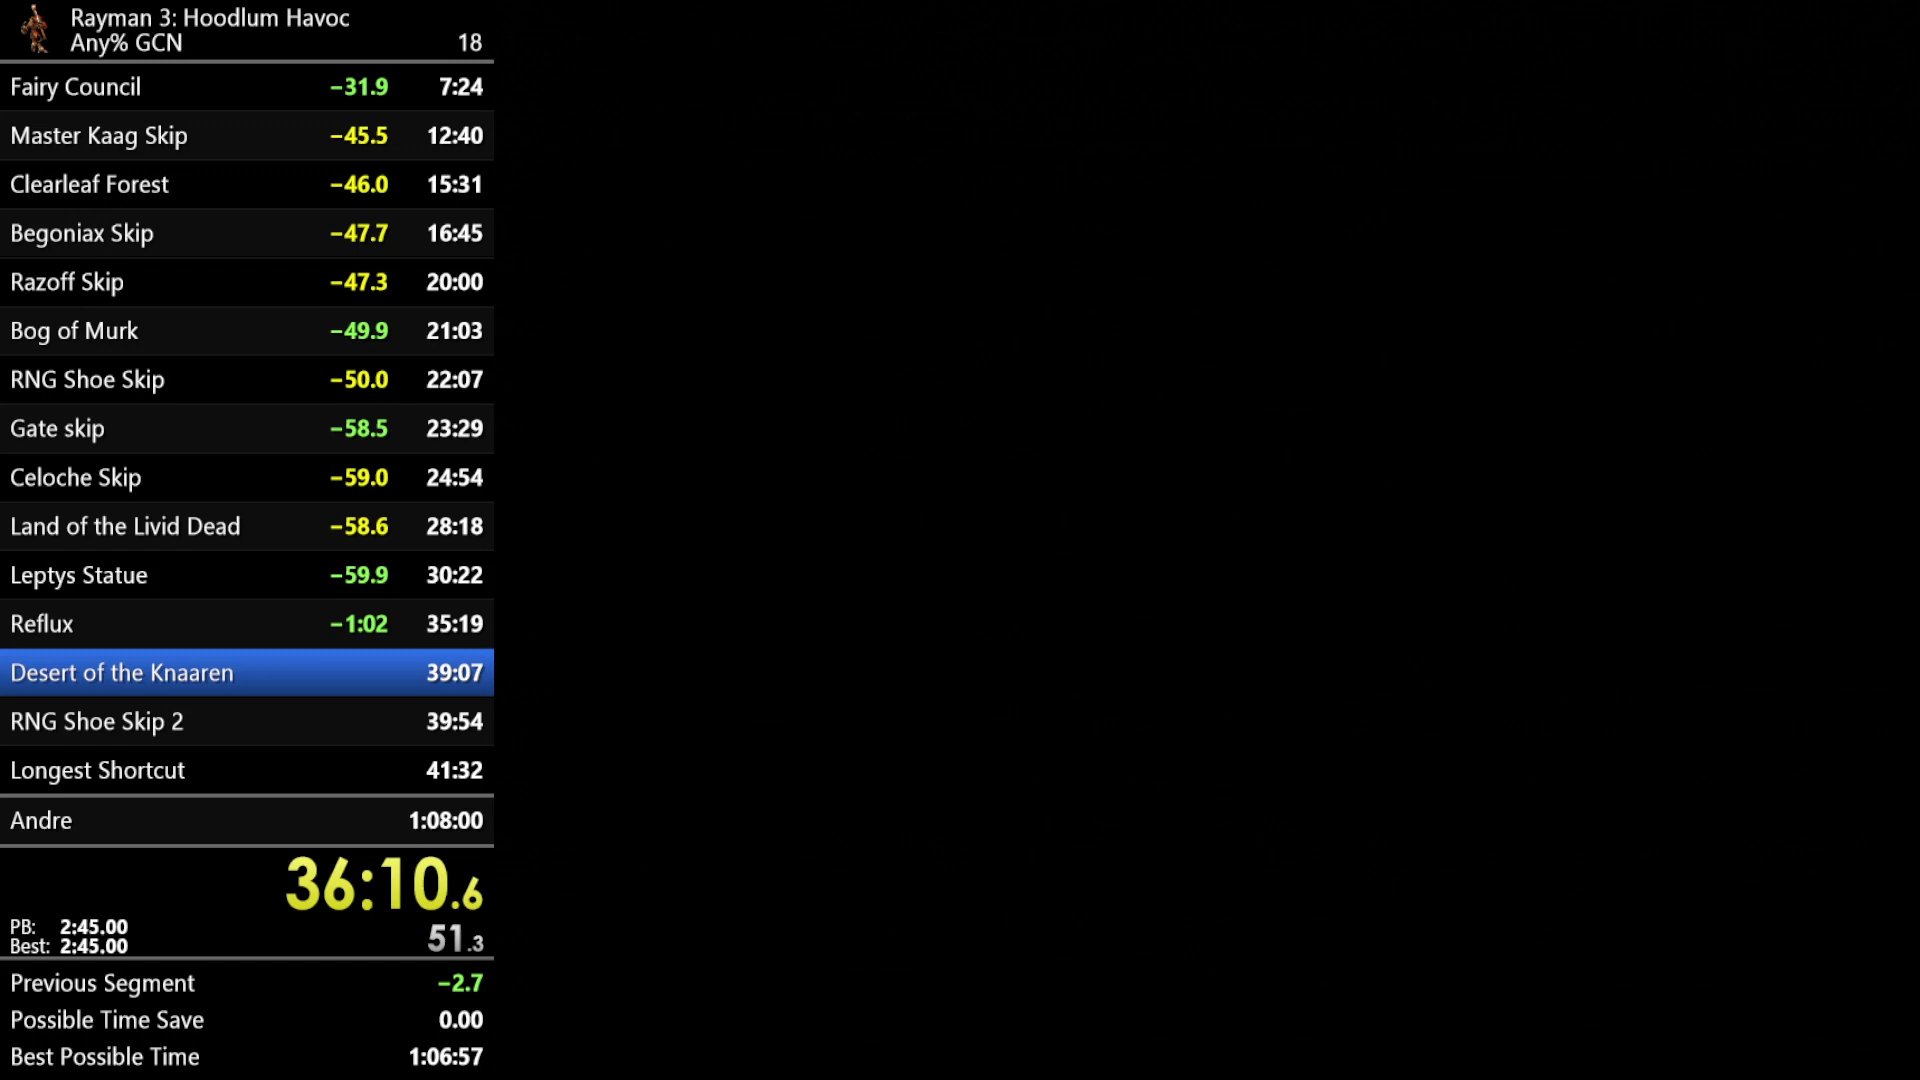 Rayman 3: Hoodlum Havoc
Any% GCN 18
Fairy Council −31.9 7:24
Master Kaag Skip −45.5 12:40
Clearleaf Forest −46.0 15:31
Begoniax Skip −47.7 16:45
Razoff Skip −47.3 20:00
Bog of Murk −49.9 21:03
RNG Shoe Skip −50.0 22:07
Gate skip −58.5 23:29
Celoche Skip −59.0 24:54
Land of the Livid Dead −58.6 28:18
Leptys Statue −59.9 30:22
Reflux −1:02 35:19
Desert of the Knaaren 39:07
RNG Shoe Skip 2 39:54
Longest Shortcut 41:32
Andre 1:08:00
36:10.6
PB: 2:45.00
Best: 2:45.00
51.3
Previous Segment −2.7
Possible Time Save 0.00
Best Possible Time 1:06:57